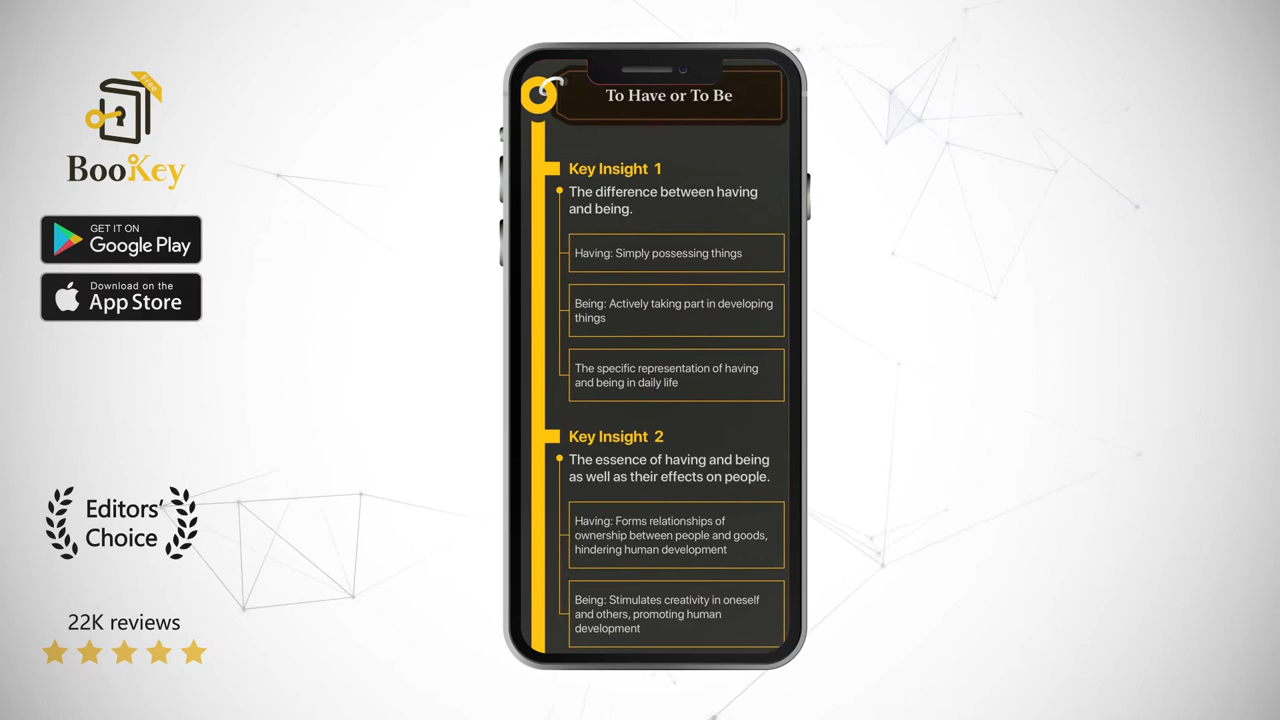 Free
BooKey
GET IT ON
Google Play
Download on the
App Store
Editors'
Choice
22K reviews
To Have or To Be
Key Insight 1
The difference between having
and being.
Having: Simply possessing things
Being: Actively taking part in developing
things
The specific representation of having
and being in daily life
Key Insight 2
The essence of having and being
as well as their effects on people.
Having: Forms relationships of
ownership between people and goods,
hindering human development
Being: Stimulates creativity in oneself
and others, promoting human
development